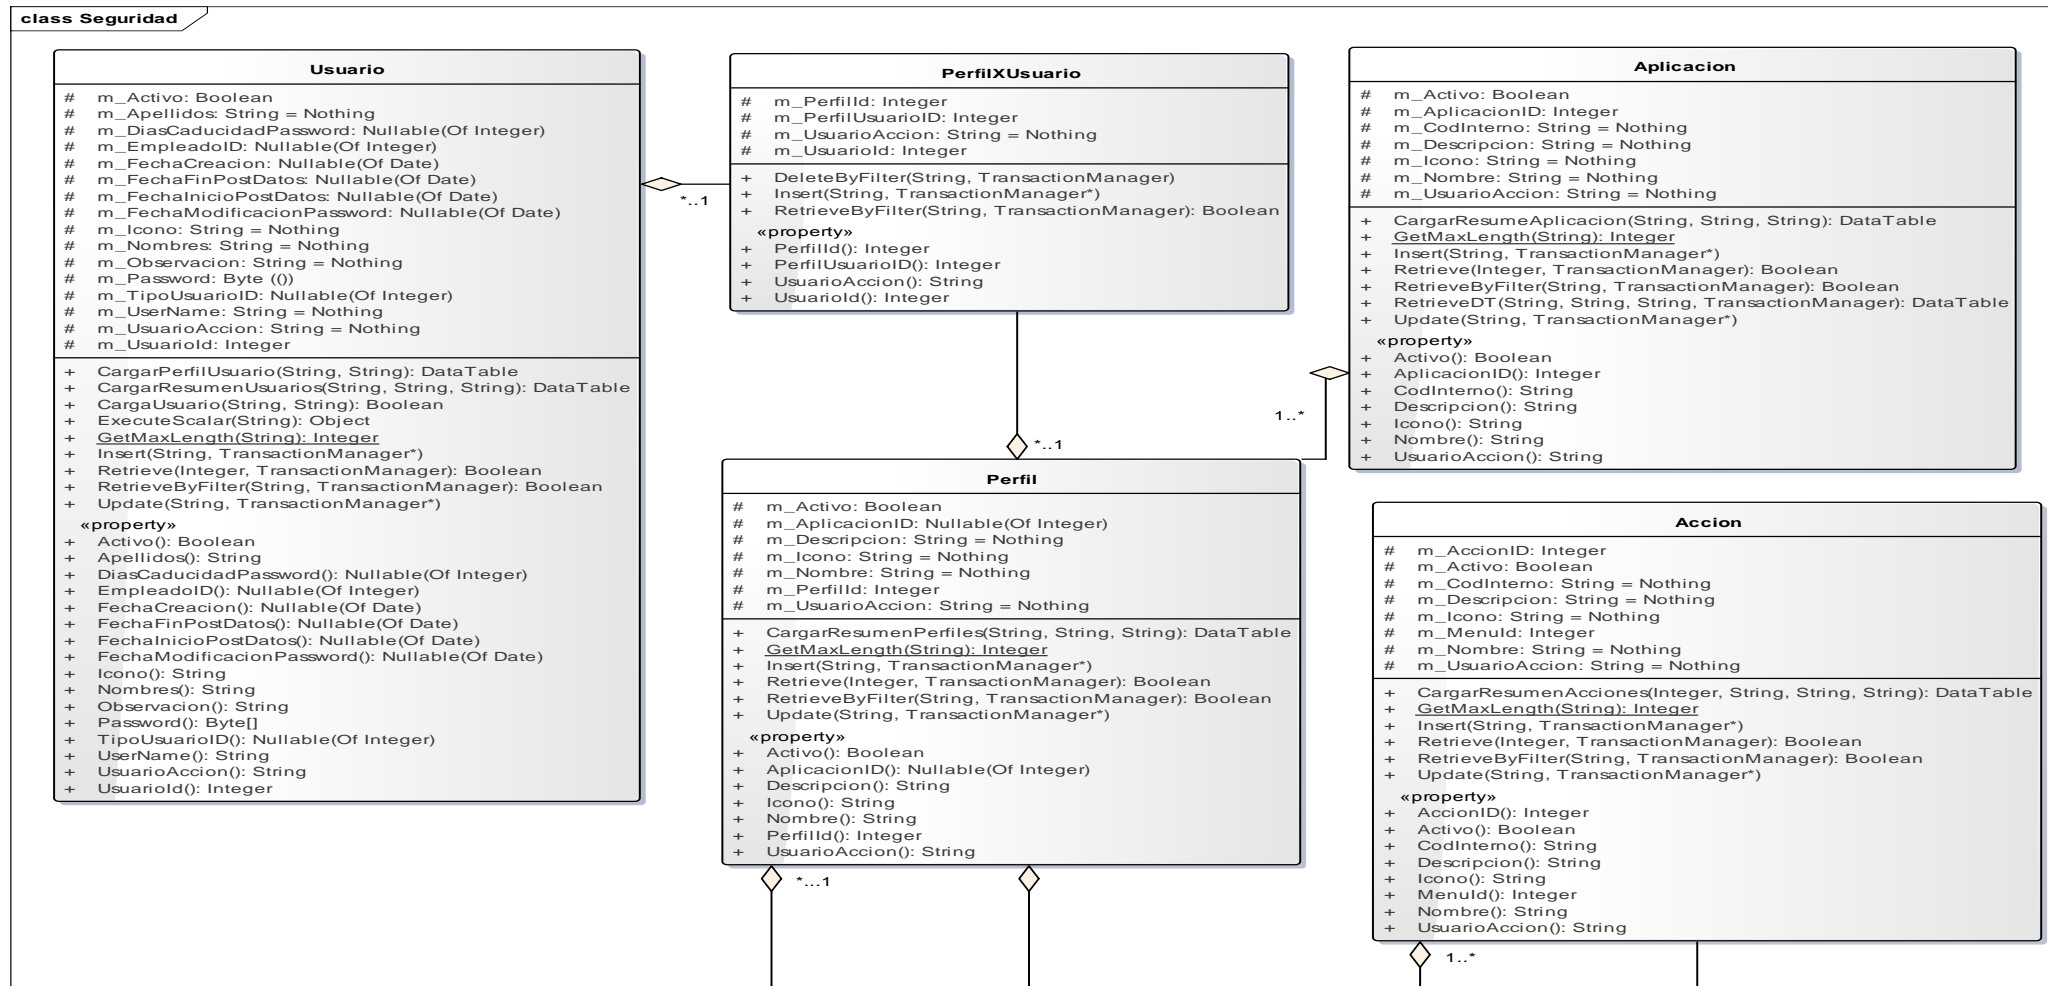 class Seguridad
Usuario
# m_Activo: Boolean
# m_Apellidos: String = Nothing
# m_DiasCaducidadPassword: Nullable(Of Integer)
# m_EmpleadoID: Nullable(Of Integer)
# m_FechaCreacion: Nullable(Of Date)
# m_FechaFinPostDatos: Nullable(Of Date)
# m_FechaInicioPostDatos: Nullable(Of Date)
# m_FechaModificacionPassword: Nullable(Of Date)
# m_Icono: String = Nothing
# m_Nombres: String = Nothing
# m_Observacion: String = Nothing
# m_Password: Byte (())
# m_TipoUsuarioID: Nullable(Of Integer)
# m_UserName: String = Nothing
# m_UsuarioAccion: String = Nothing
# m_UsuarioId: Integer
+ CargarPerfilUsuario(String, String): DataTable
+ CargarResumenUsuarios(String, String, String): DataTable
+ CargaUsuario(String, String): Boolean
+ ExecuteScalar(String): Object
+ GetMaxLength(String): Integer
+ Insert(String, TransactionManager*)
+ Retrieve(Integer, TransactionManager): Boolean
+ RetrieveByFilter(String, TransactionManager): Boolean
+ Update(String, TransactionManager*)
«property»
+ Activo(): Boolean
+ Apellidos(): String
+ DiasCaducidadPassword(): Nullable(Of Integer)
+ EmpleadoID(): Nullable(Of Integer)
+ FechaCreacion(): Nullable(Of Date)
+ FechaFinPostDatos(): Nullable(Of Date)
+ FechaInicioPostDatos(): Nullable(Of Date)
+ FechaModificacionPassword(): Nullable(Of Date)
+ Icono(): String
+ Nombres(): String
+ Observacion(): String
+ Password(): Byte[]
+ TipoUsuarioID(): Nullable(Of Integer)
+ UserName(): String
+ UsuarioAccion(): String
+ UsuarioId(): Integer
*..1
PerfilXUsuario
# m_PerfilId: Integer
# m_PerfilUsuarioID: Integer
# m_UsuarioAccion: String = Nothing
# m_UsuarioId: Integer
+ DeleteByFilter(String, TransactionManager)
+ Insert(String, TransactionManager*)
+ RetrieveByFilter(String, TransactionManager): Boolean
«property»
+ PerfilId(): Integer
+ PerfilUsuarioID(): Integer
+ UsuarioAccion(): String
+ UsuarioId(): Integer
*..1
Perfil
# m_Activo: Boolean
# m_AplicacionID: Nullable(Of Integer)
# m_Descripcion: String = Nothing
# m_Icono: String = Nothing
# m_Nombre: String = Nothing
# m_PerfilId: Integer
# m_UsuarioAccion: String = Nothing
+ CargarResumenPerfiles(String, String, String): DataTable
+ GetMaxLength(String): Integer
+ Insert(String, TransactionManager*)
+ Retrieve(Integer, TransactionManager): Boolean
+ RetrieveByFilter(String, TransactionManager): Boolean
+ Update(String, TransactionManager*)
«property»
+ Activo(): Boolean
+ AplicacionID(): Nullable(Of Integer)
+ Descripcion(): String
+ Icono(): String
+ Nombre(): String
+ PerfilId(): Integer
+ UsuarioAccion(): String
*...1
Aplicacion
# m_Activo: Boolean
# m_AplicacionID: Integer
# m_CodInterno: String = Nothing
# m_Descripcion: String = Nothing
# m_Icono: String = Nothing
# m_Nombre: String = Nothing
# m_UsuarioAccion: String = Nothing
+ CargarResumeAplicacion(String, String, String): DataTable
+ GetMaxLength(String): Integer
+ Insert(String, TransactionManager*)
+ Retrieve(Integer, TransactionManager): Boolean
+ RetrieveByFilter(String, TransactionManager): Boolean
+ RetrieveDT(String, String, String, TransactionManager): DataTable
+ Update(String, TransactionManager*)
«property»
+ Activo(): Boolean
+ AplicacionID(): Integer
+ CodInterno(): String
+ Descripcion(): String
+ Icono(): String
+ Nombre(): String
+ UsuarioAccion(): String
1..*
Accion
# m_AccionID: Integer
# m_Activo: Boolean
# m_CodInterno: String = Nothing
# m_Descripcion: String = Nothing
# m_Icono: String = Nothing
# m_MenuId: Integer
# m_Nombre: String = Nothing
# m_UsuarioAccion: String = Nothing
+ CargarResumenAcciones(Integer, String, String, String): DataTable
+ GetMaxLength(String): Integer
+ Insert(String, TransactionManager*)
+ Retrieve(Integer, TransactionManager): Boolean
+ RetrieveByFilter(String, TransactionManager): Boolean
+ Update(String, TransactionManager*)
«property»
+ AccionID(): Integer
+ Activo(): Boolean
+ CodInterno(): String
+ Descripcion(): String
+ Icono(): String
+ MenuId(): Integer
+ Nombre(): String
+ UsuarioAccion(): String
1..*